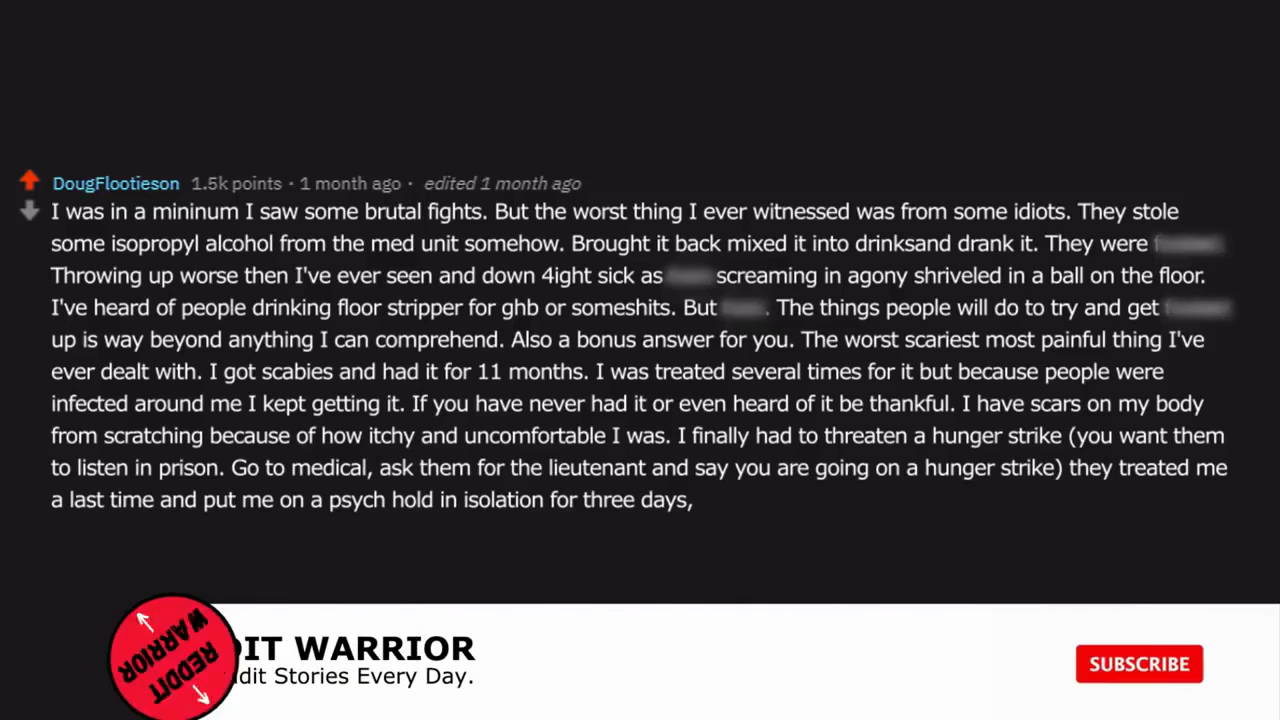 DougFlootieson 1.5k points · 1 month ago · edited 1 month ago
I was in a mininum I saw some brutal fights. But the worst thing I ever witnessed was from some idiots. They stole
some isopropyl alcohol from the med unit somehow. Brought it back mixed it into drinksand drank it. They were
Throwing up worse then I've ever seen and down 4ight sick as screaming in agony shriveled in a ball on the floor.
I've heard of people drinking floor stripper for ghb or someshits. But . The things people will do to try and get
up is way beyond anything I can comprehend. Also a bonus answer for you. The worst scariest most painful thing I've
ever dealt with. I got scabies and had it for 11 months. I was treated several times for it but because people were
infected around me I kept getting it. If you have never had it or even heard of it be thankful. I have scars on my body
from scratching because of how itchy and uncomfortable I was. I finally had to threaten a hunger strike (you want them
to listen in prison. Go to medical, ask them for the lieutenant and say you are going on a hunger strike) they treated me
a last time and put me on a psych hold in isolation for three days,
REDDIT WARRIOR
DIT WARRIOR
dit Stories Every Day.
SUBSCRIBE